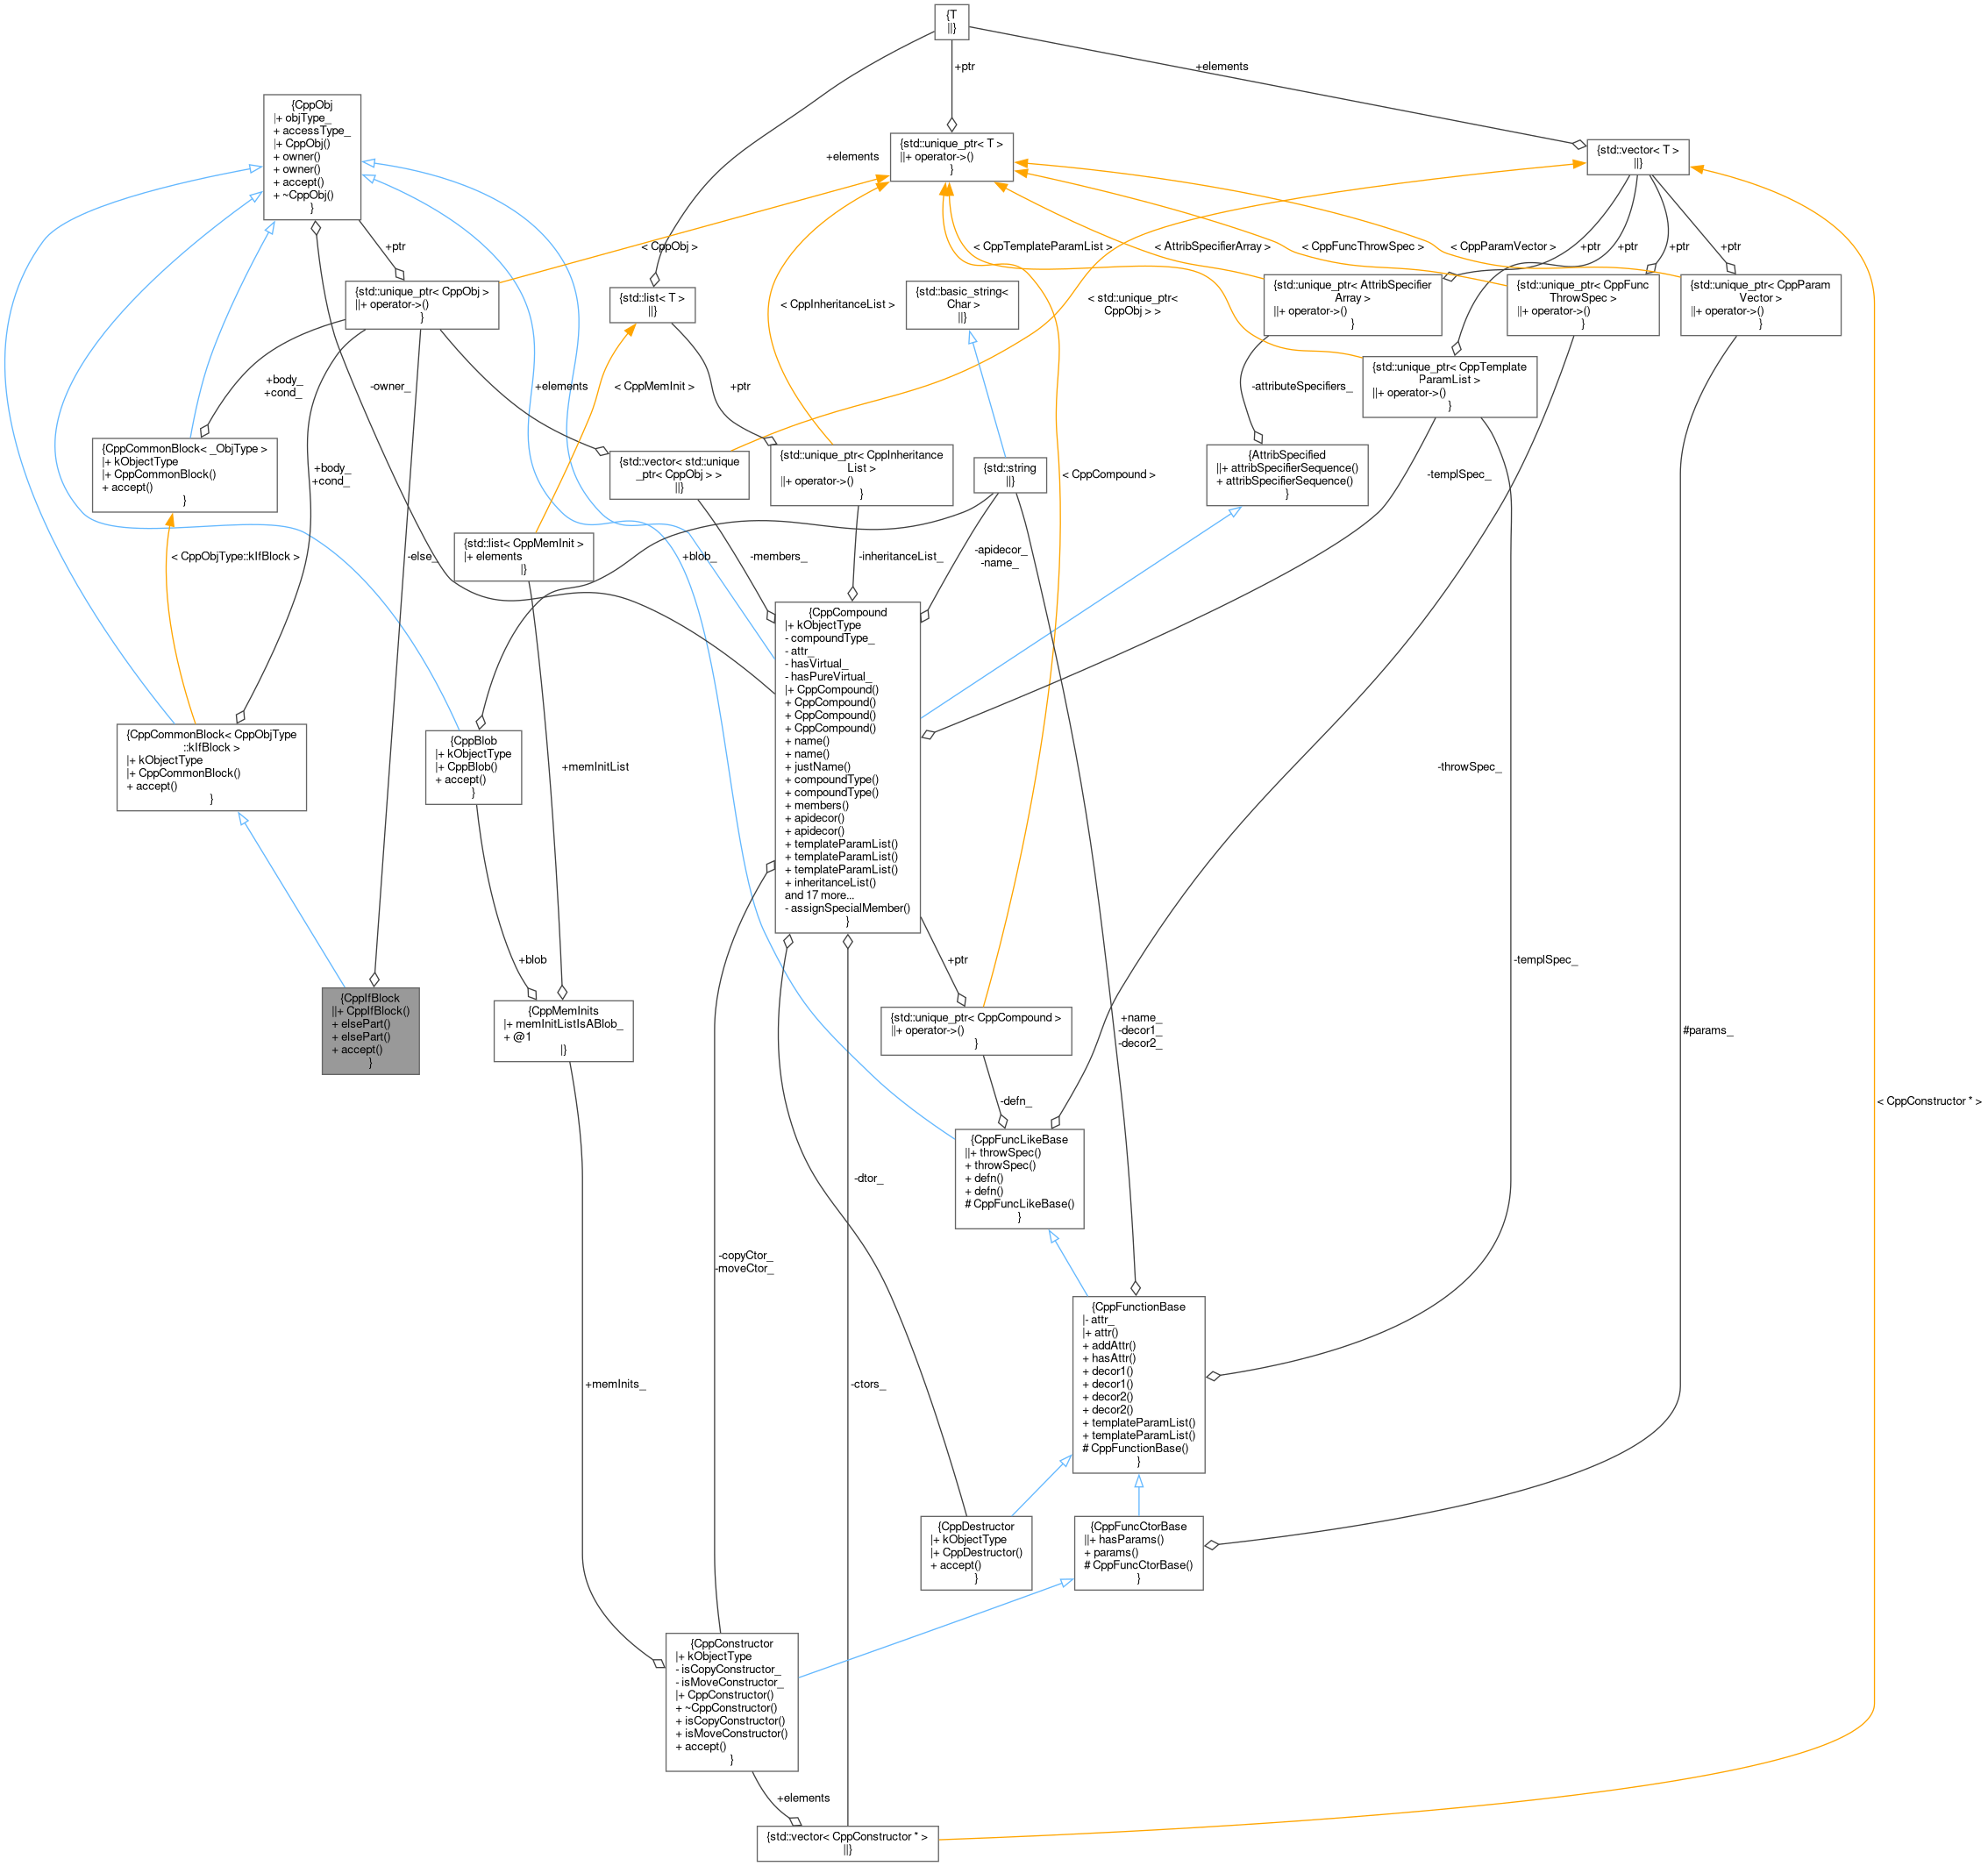 {T
||}
+ptr
+elements
+elements
{CppObj
|+ objType_
+ accessType_
|+ CppObj()
+ owner()
+ owner()
+ accept()
+ ~CppObj()
}
{std::unique_ptr< T >
||+ operator->()
}
{std::vector< T >
||}
+ptr
< CppObj >
< CppTemplateParamList >
< AttribSpecifierArray >
< CppFuncThrowSpec >
< CppParamVector >
+ptr
+ptr
+ptr
+ptr
{std::unique_ptr< CppObj >
||+ operator->()
}
{std::list< T >
||}
< CppInheritanceList >
{std::basic_string<
Char >
||}
< std::unique_ptr<
CppObj > >
{std::unique_ptr< AttribSpecifier
Array >
||+ operator->()
}
{std::unique_ptr< CppFunc
ThrowSpec >
||+ operator->()
}
{std::unique_ptr< CppParam
Vector >
||+ operator->()
}
+body_
+cond_
-owner_
+elements
< CppMemInit >
+ptr
-attributeSpecifiers_
{std::unique_ptr< CppTemplate
ParamList >
||+ operator->()
}
{CppCommonBlock< _ObjType >
|+ kObjectType
|+ CppCommonBlock()
+ accept()
}
+body_
+cond_
{std::vector< std::unique
_ptr< CppObj > >
||}
{std::unique_ptr< CppInheritance
List >
||+ operator->()
}
{std::string
||}
< CppCompound >
{AttribSpecified
||+ attribSpecifierSequence()
+ attribSpecifierSequence()
}
-templSpec_
< CppObjType::kIfBlock >
-else_
{std::list< CppMemInit >
|+ elements
|}
+blob_
-members_
-inheritanceList_
-apidecor_
-name_
{CppCompound
|+ kObjectType
- compoundType_
- attr_
- hasVirtual_
- hasPureVirtual_
|+ CppCompound()
+ CppCompound()
+ CppCompound()
+ CppCompound()
+ name()
+ name()
+ justName()
+ compoundType()
+ compoundType()
+ members()
+ apidecor()
+ apidecor()
+ templateParamList()
+ templateParamList()
+ templateParamList()
+ inheritanceList()
and 17 more...
- assignSpecialMember()
}
{CppCommonBlock< CppObjType
::kIfBlock >
|+ kObjectType
|+ CppCommonBlock()
+ accept()
}
{CppBlob
|+ kObjectType
|+ CppBlob()
+ accept()
}
+memInitList
-throwSpec_
+blob
+ptr
-templSpec_
{CppIfBlock
||+ CppIfBlock()
+ elsePart()
+ elsePart()
+ accept()
}
{CppMemInits
|+ memInitListIsABlob_
+ @1
|}
{std::unique_ptr< CppCompound >
||+ operator->()
}
+name_
-decor1_
-decor2_
#params_
-defn_
< CppConstructor * >
{CppFuncLikeBase
||+ throwSpec()
+ throwSpec()
+ defn()
+ defn()
# CppFuncLikeBase()
}
-dtor_
-copyCtor_
-moveCtor_
{CppFunctionBase
|- attr_
|+ attr()
+ addAttr()
+ hasAttr()
+ decor1()
+ decor1()
+ decor2()
+ decor2()
+ templateParamList()
+ templateParamList()
# CppFunctionBase()
}
+memInits_
-ctors_
{CppDestructor
|+ kObjectType
|+ CppDestructor()
+ accept()
}
{CppFuncCtorBase
||+ hasParams()
+ params()
# CppFuncCtorBase()
}
{CppConstructor
|+ kObjectType
- isCopyConstructor_
- isMoveConstructor_
|+ CppConstructor()
+ ~CppConstructor()
+ isCopyConstructor()
+ isMoveConstructor()
+ accept()
}
+elements
{std::vector< CppConstructor * >
||}